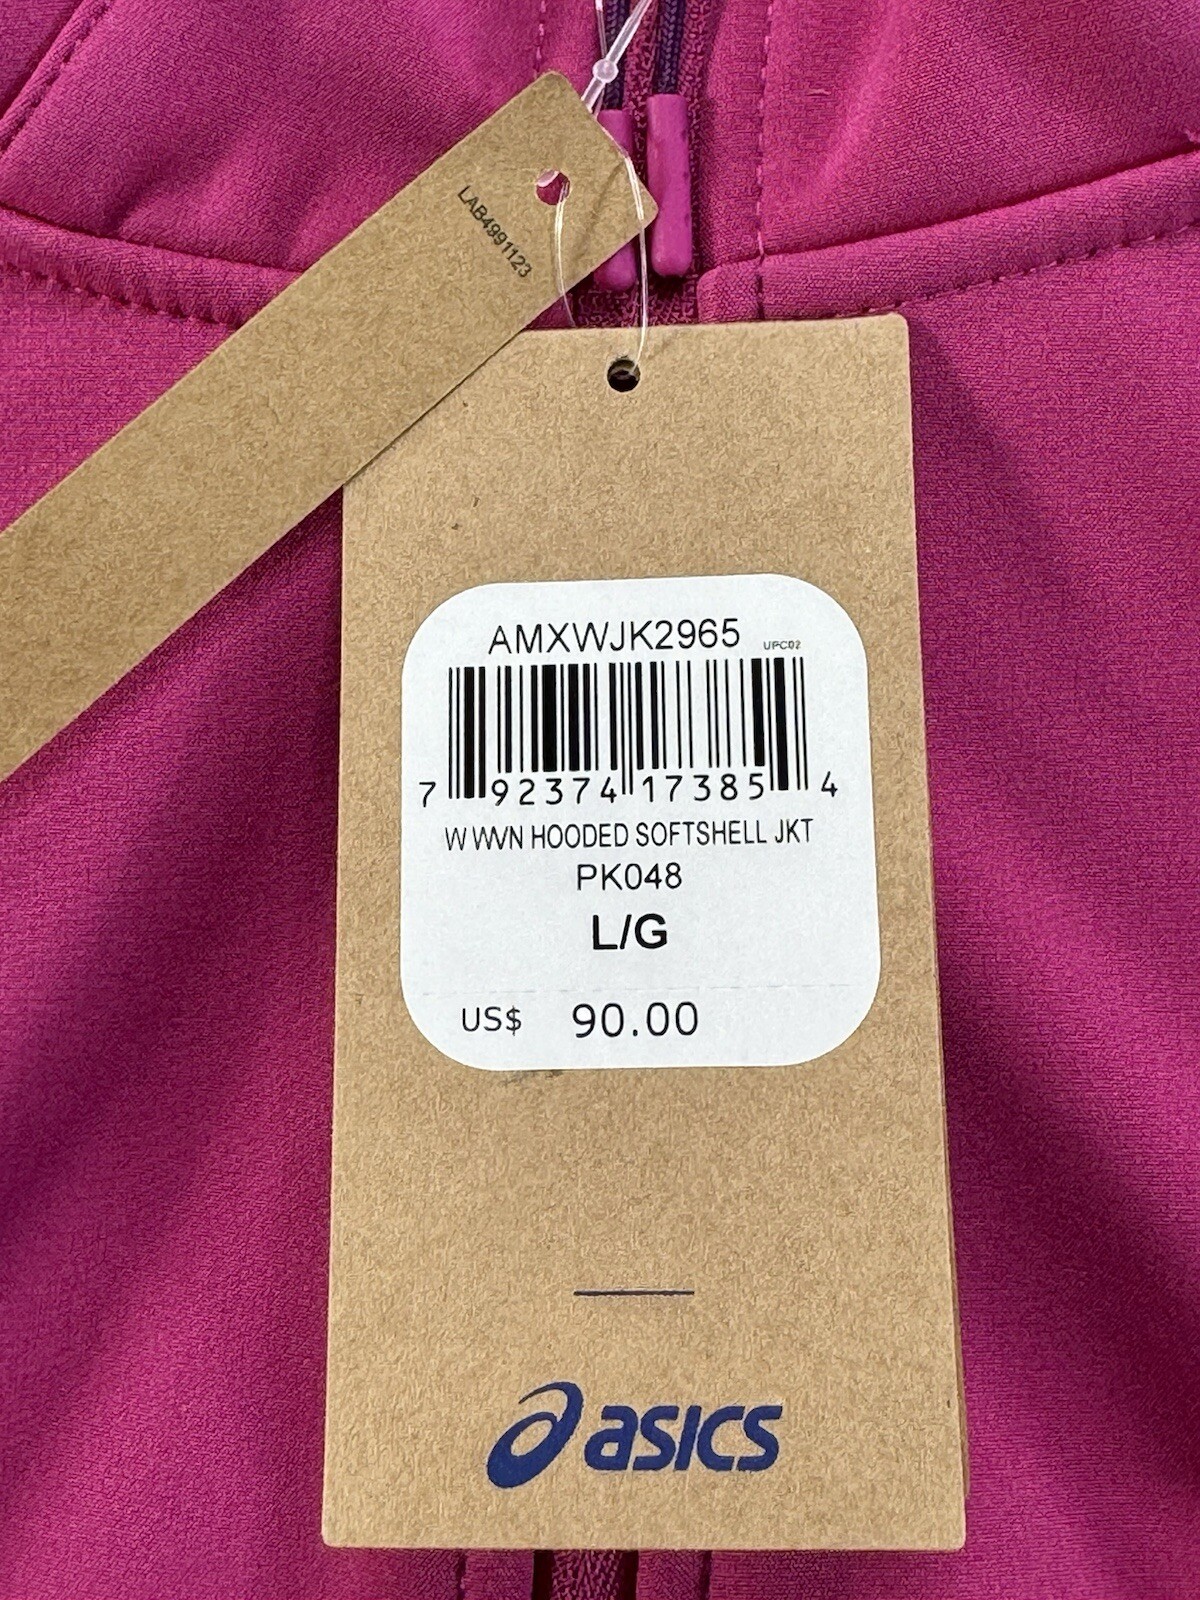 LAB4991123
AMXWJK2965
UPC02
7 92374 17385 4
W WVN HOODED SOFTSHELL JKT
PK048
L/G
US$ 90.00
asics